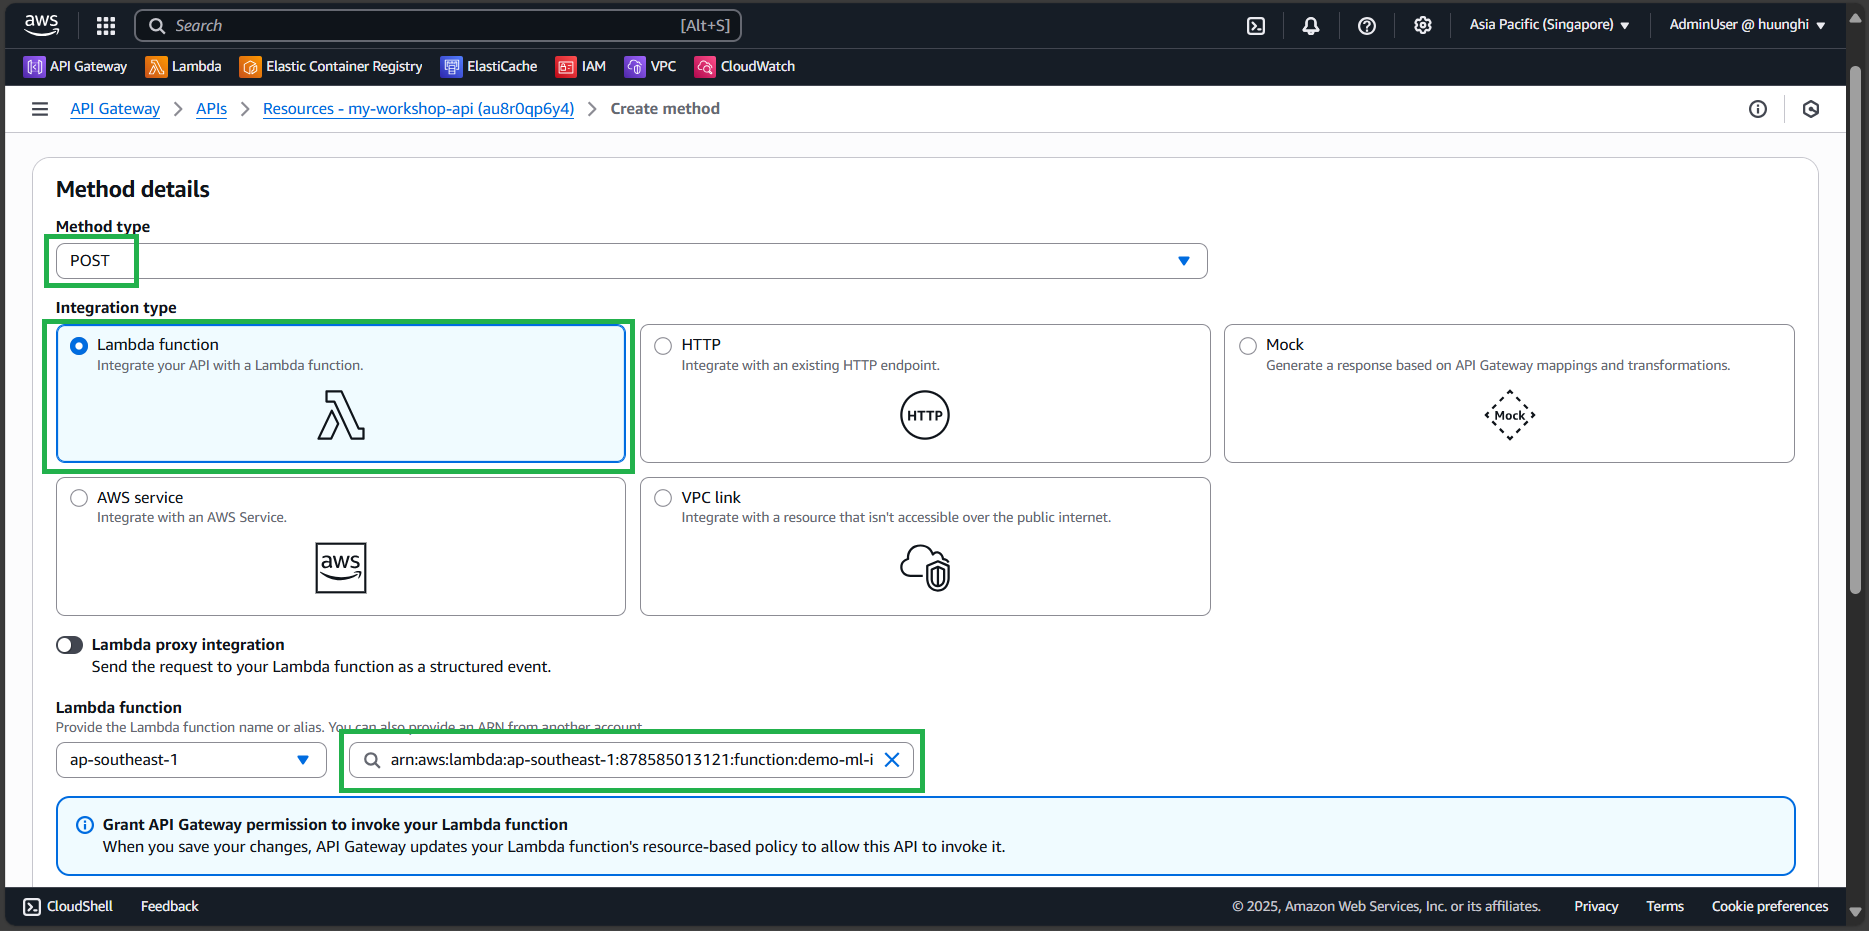 aws
Search [Alt+S]
Asia Pacific (Singapore)
AdminUser @ huunghi
API Gateway Lambda Elastic Container Registry ElastiCache IAM VPC CloudWatch
API Gateway APIs Resources - my-workshop-api (au8r0qp6y4) Create method
Method details
Method type
POST
Integration type
Lambda function
Integrate your API with a Lambda function.
HTTP
Integrate with an existing HTTP endpoint.
HTTP
Mock
Generate a response based on API Gateway mappings and transformations.
Mock
AWS service
Integrate with an AWS Service.
aws
VPC link
Integrate with a resource that isn't accessible over the public internet.
Lambda proxy integration
Send the request to your Lambda function as a structured event.
Lambda function
Provide the Lambda function name or alias. You can also provide an ARN from another account.
ap-southeast-1
arn:aws:lambda:ap-southeast-1:878585013121:function:demo-ml-i
Grant API Gateway permission to invoke your Lambda function
When you save your changes, API Gateway updates your Lambda function's resource-based policy to allow this API to invoke it.
CloudShell Feedback
© 2025, Amazon Web Services, Inc. or its affiliates. Privacy Terms Cookie preferences